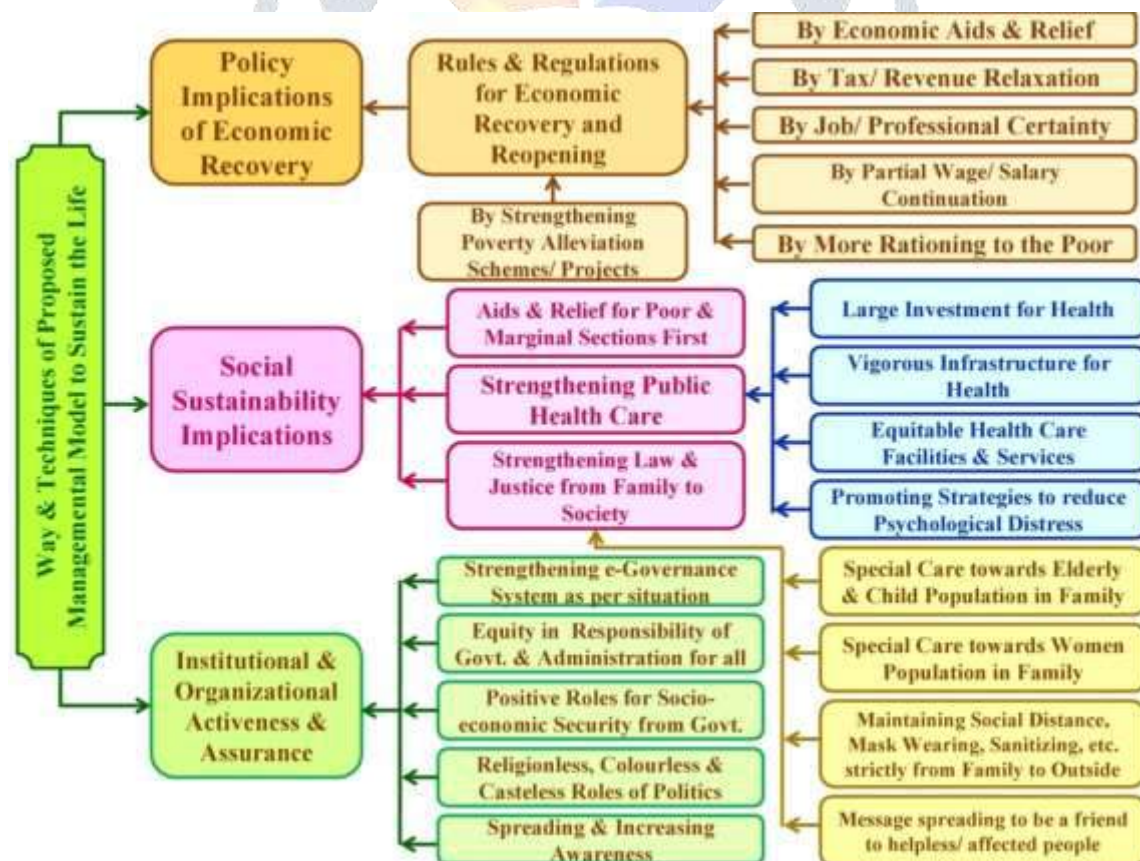 Way & Techniques of Proposed
Managemental Model to Sustain the Life
Policy
Implications
of Economic
Recovery
Rules & Regulations
for Economic
Recovery and
Reopening
By Strengthening
Poverty Alleviation
Schemes/ Projects
By Economic Aids & Relief
By Tax/ Revenue Relaxation
By Job/ Professional Certainty
By Partial Wage/ Salary
Continuation
By More Rationing to the Poor
Social
Sustainability
Implications
Aids & Relief for Poor &
Marginal Sections First
Strengthening Public
Health Care
Strengthening Law &
Justice from Family to
Society
Large Investment for Health
Vigorous Infrastructure for
Health
Equitable Health Care
Facilities & Services
Promoting Strategies to reduce
Psychological Distress
Special Care towards Elderly
& Child Population in Family
Special Care towards Women
Population in Family
Maintaining Social Distance,
Mask Wearing, Sanitizing, etc.
strictly from Family to Outside
Message spreading to be a friend
to helpless/ affected people
Institutional &
Organizational
Activeness &
Assurance
Strengthening e-Governance
System as per situation
Equity in Responsibility of
Govt. & Administration for all
Positive Roles for Socio-
economic Security from Govt.
Religionless, Colourless &
Casteless Roles of Politics
Spreading & Increasing
Awareness